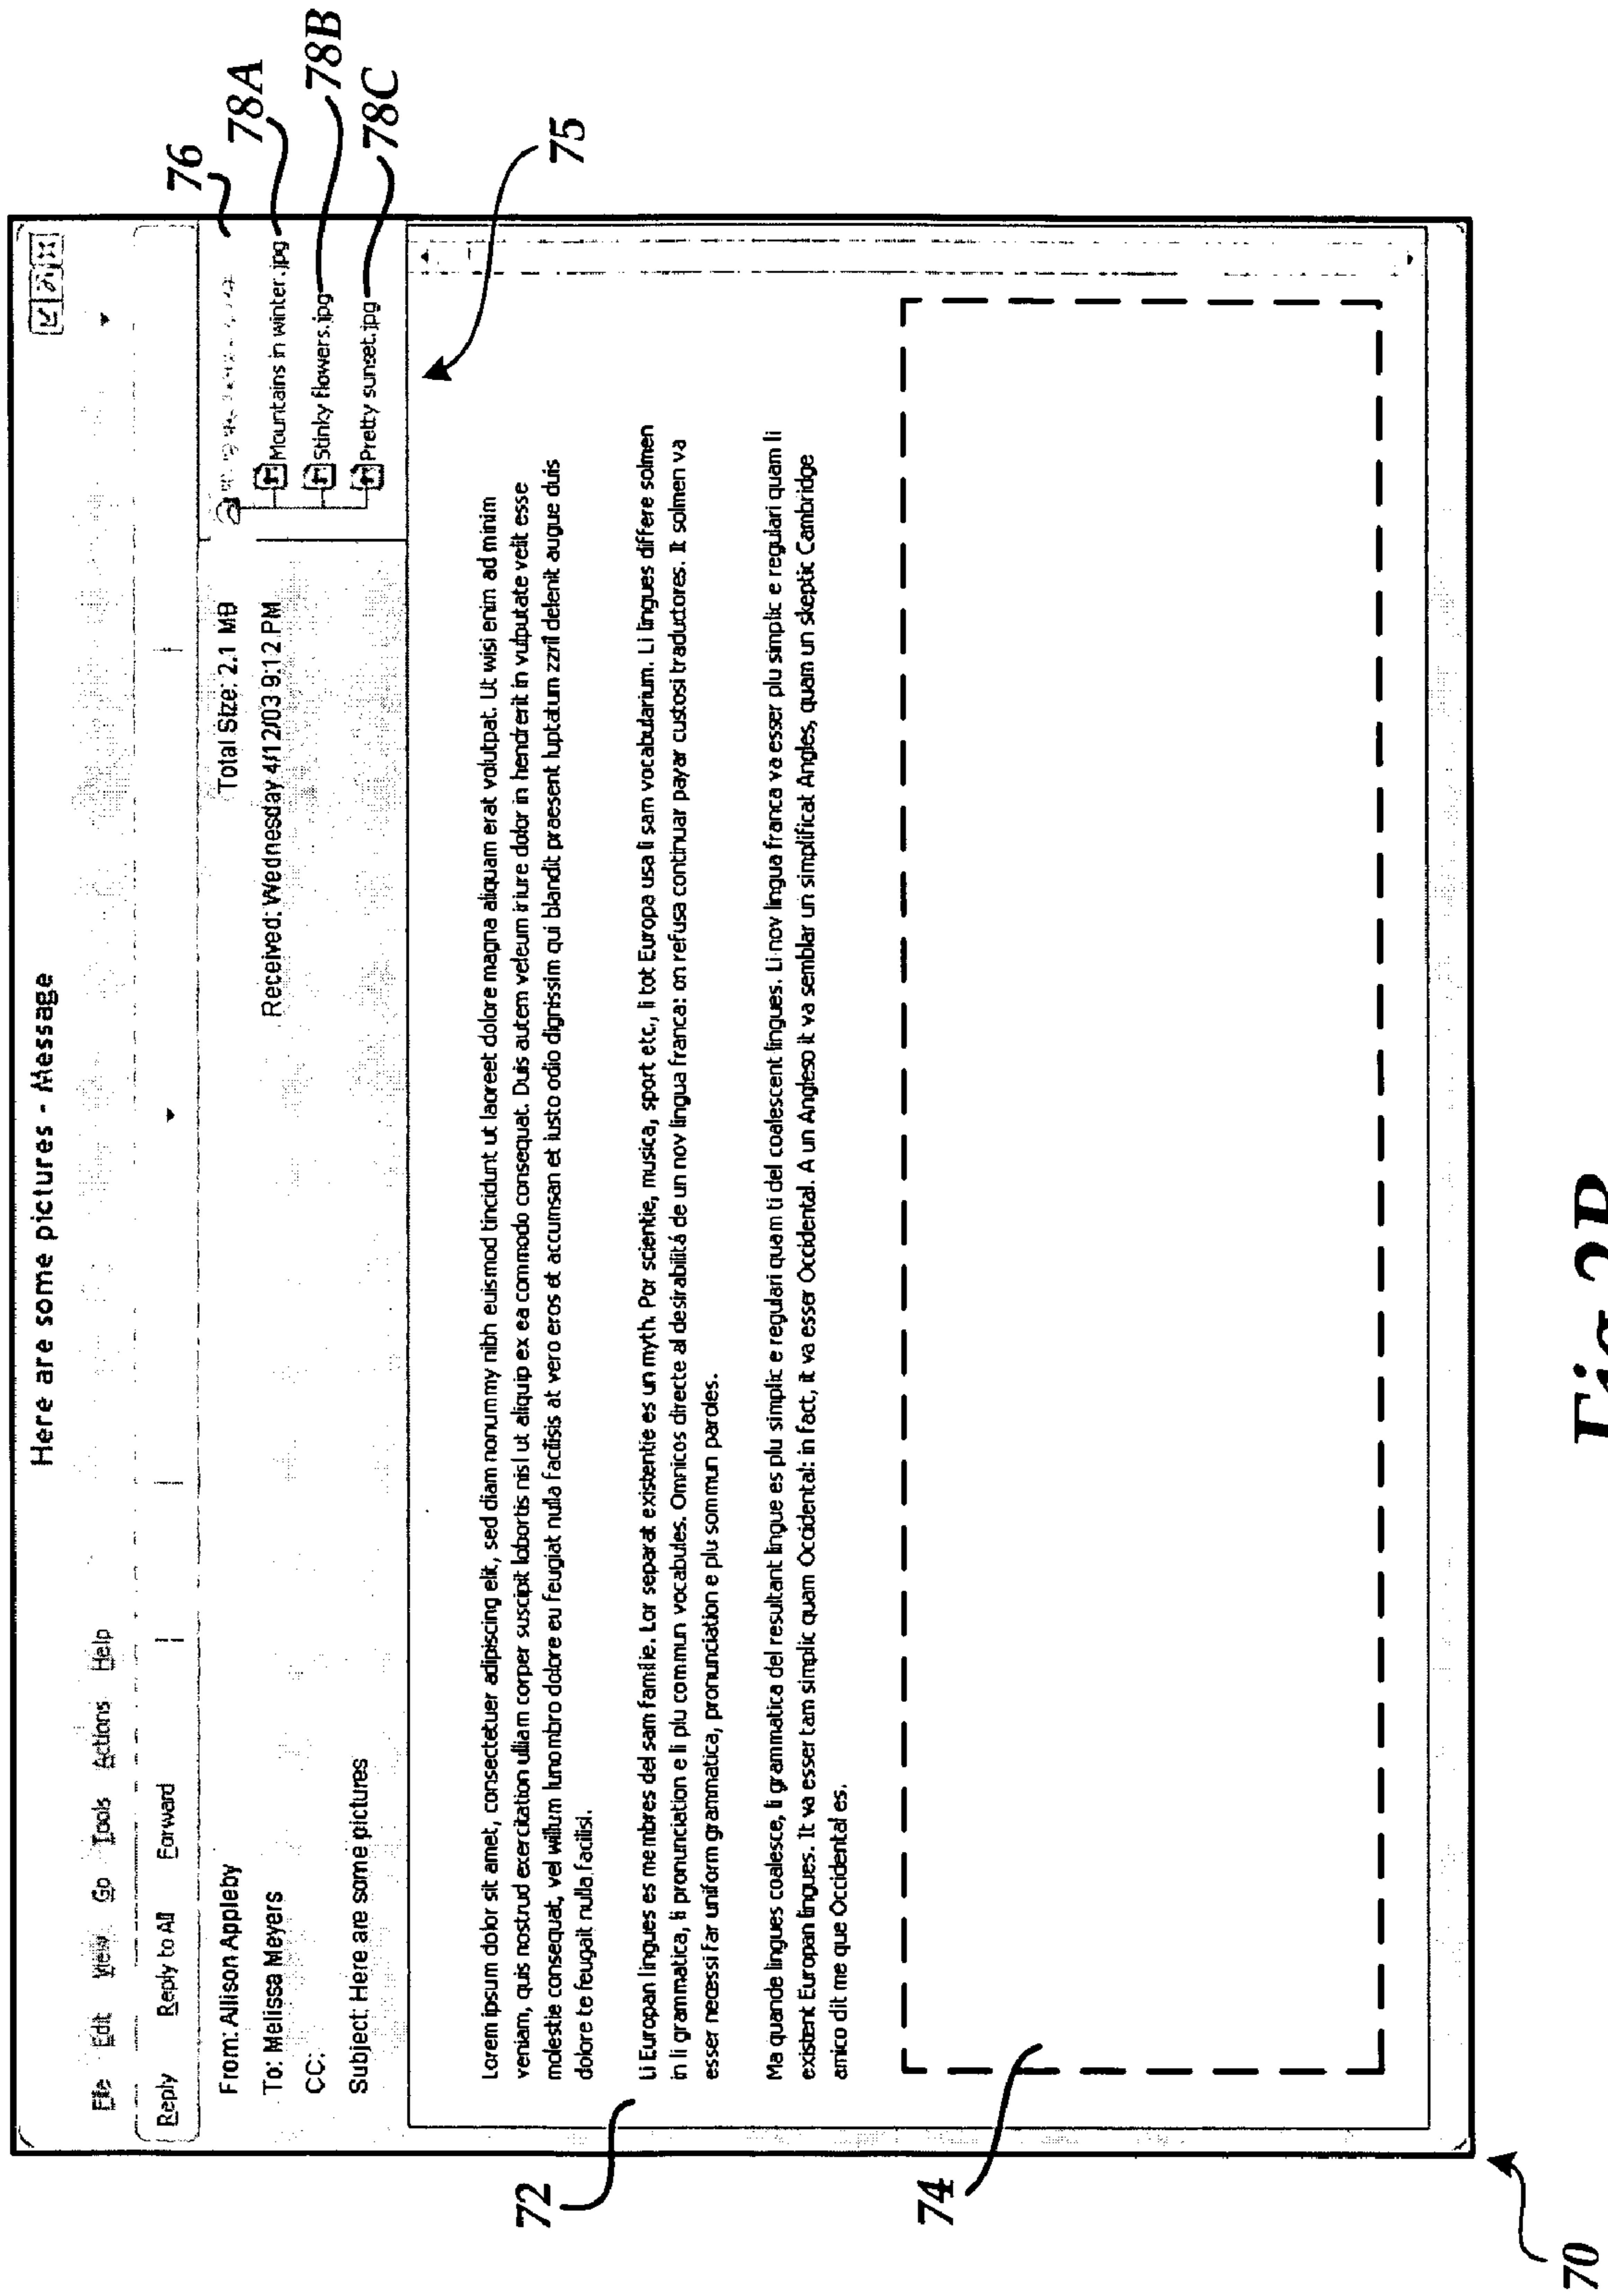 Here are some pictures - Message
File Edit View Go Tools Actions Help
Reply Reply to All Forward
From: Allison Appleby
Total Size: 2.1 MB
To: Melissa Meyers
Received: Wednesday 4/12/03 9:12 PM
CC:
Subject: Here are some pictures
Mountains in winter.jpg
Stinky flowers.jpg
Pretty sunset.jpg
76
78A
78B
78C
75
Lorem ipsum dolor sit amet, consectetuer adipiscing elit, sed diam nonummy nibh euismod tincidunt ut laoreet dolore magna aliquam erat volutpat. Ut wisi enim ad minim
veniam, quis nostrud exercitation ulliam corper suscipit lobortis nisl ut aliquip ex ea commodo consequat. Duis autem veleum iriure dolor in hendrerit in vulputate velit esse
molestie consequat, vel willum lunombro dolore eu feugiat nulla facilisis at vero eros et accumsan et iusto odio dignissim qui blandit praesent luptatum zzril delenit augue duis
dolore te feugait nulla facilisi.
Li Europan lingues es membres del sam familie. Lor separat existentie es un myth. Por scientie, musica, sport etc., li tot Europa usa li sam vocabularium. Li lingues differe solmen
in li grammatica, li pronunciation e li plu commun vocabules. Omnicos directe al desirabilitá de un nov lingua franca: on refusa continuar payar custosi traductores. It solmen va
esser necessi far uniform grammatica, pronunciation e plu sommun paroles.
Ma quande lingues coalesce, li grammatica del resultant lingue es plu simplic e regulari quam ti del coalescent lingues. Li nov lingua franca va esser plu simplic e regulari quam li
existent Europan lingues. It va esser tam simplic quam Occidental: in fact, it va esser Occidental. A un Angleso it va semblar un simplificat Angles, quam un skeptic Cambridge
amico dit me que Occidental es.
72
74
70
Fig. 2B